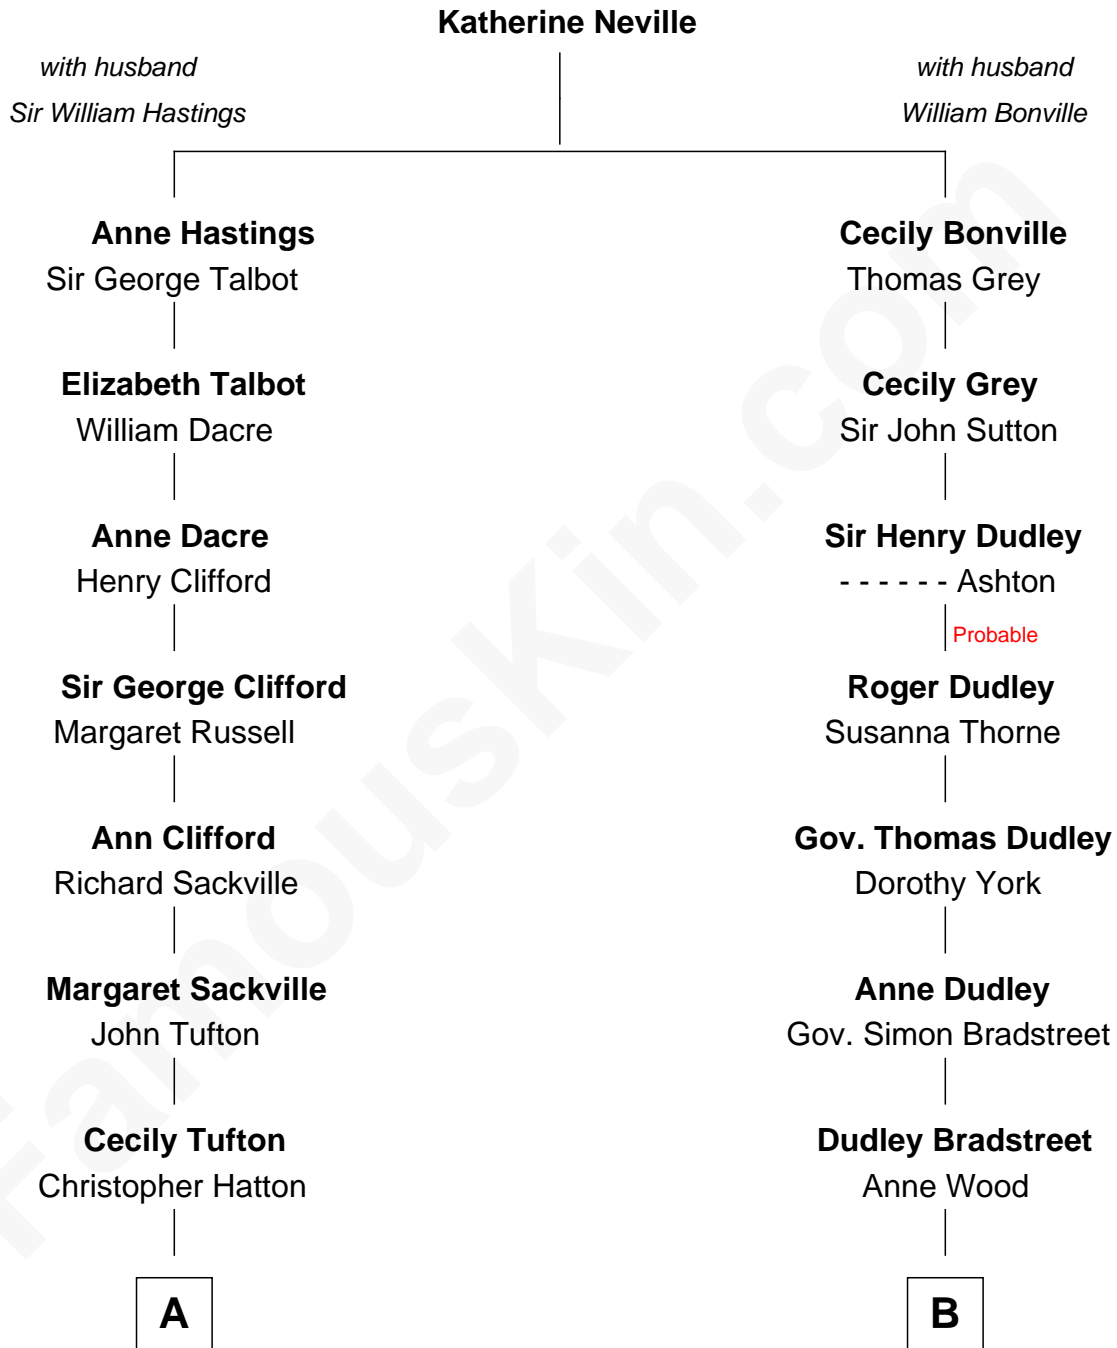 Katherine Neville
with husband
Sir William Hastings
with husband
William Bonville
Anne Hastings
Sir George Talbot
Cecily Bonville
Thomas Grey
Elizabeth Talbot
William Dacre
Cecily Grey
Sir John Sutton
Anne Dacre
Henry Clifford
Sir Henry Dudley
- - - - - - Ashton
Probable
Sir George Clifford
Margaret Russell
Roger Dudley
Susanna Thorne
Ann Clifford
Richard Sackville
Gov. Thomas Dudley
Dorothy York
Margaret Sackville
John Tufton
Anne Dudley
Gov. Simon Bradstreet
Cecily Tufton
Christopher Hatton
Dudley Bradstreet
Anne Wood
A
B
FamousKin.com